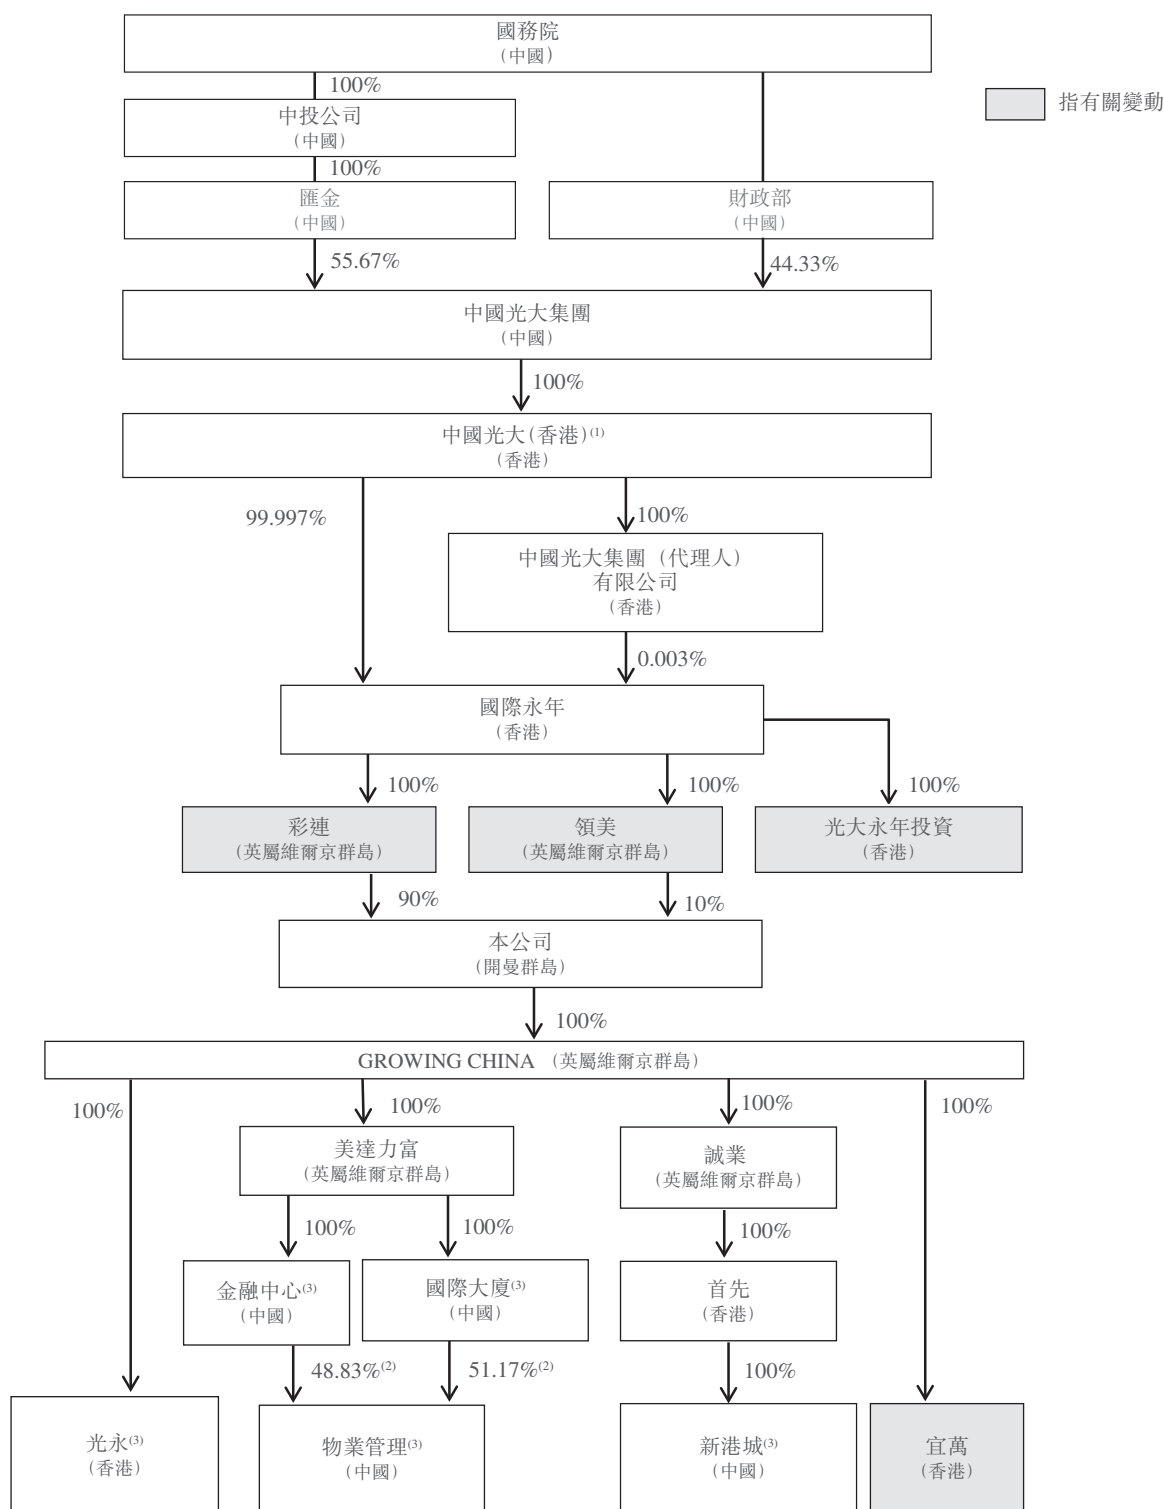 國務院
(中國)
100%
指有關變動
中投公司
(中國)
100%
匯金
(中國)
財政部
(中國)
55.67%
44.33%
中國光大集團
(中國)
100%
中國光大(香港)(1)
(香港)
99.997%
100%
中國光大集團(代理人)
有限公司
(香港)
0.003%
國際永年
(香港)
100%
100%
100%
彩連
(英屬維爾京群島)
領美
(英屬維爾京群島)
光大永年投資
(香港)
90%
10%
本公司
(開曼群島)
100%
GROWING CHINA (英屬維爾京群島)
100%
100%
100%
100%
美達力富
(英屬維爾京群島)
誠業
(英屬維爾京群島)
100%
100%
100%
金融中心(3)
(中國)
國際大廈(3)
(中國)
首先
(香港)
48.83%(2)
51.17%(2)
100%
光永(3)
(香港)
物業管理(3)
(中國)
新港城(3)
(中國)
宜萬
(香港)